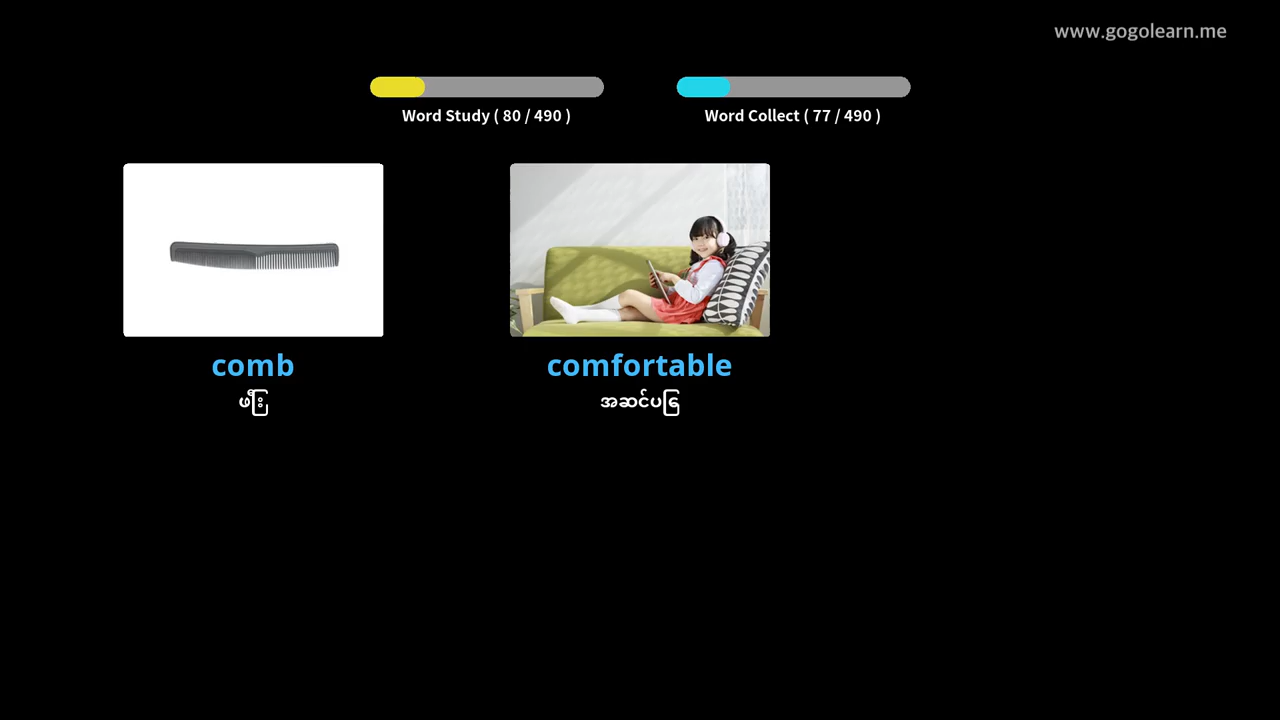 www.gogolearn.me
Word Study ( 80 / 490 )
Word Collect ( 77 / 490 )
comb
ဖီြး
comfortable
အဆင်ပြေ